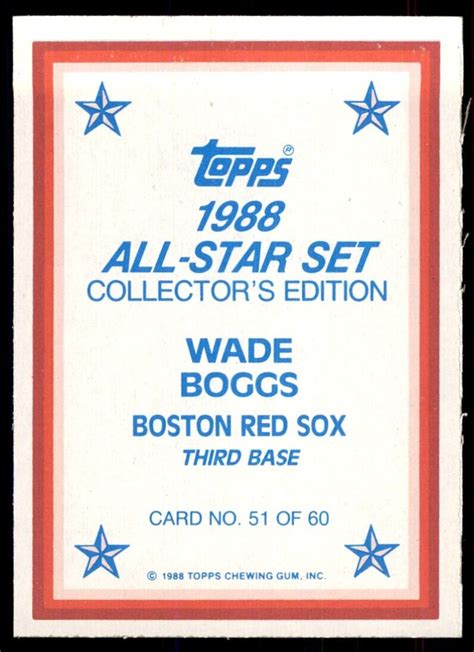 topps®
1988
ALL-STAR SET
COLLECTOR'S EDITION
WADE
BOGGS
BOSTON RED SOX
THIRD BASE
CARD NO. 51 OF 60
© 1988 TOPPS CHEWING GUM, INC.